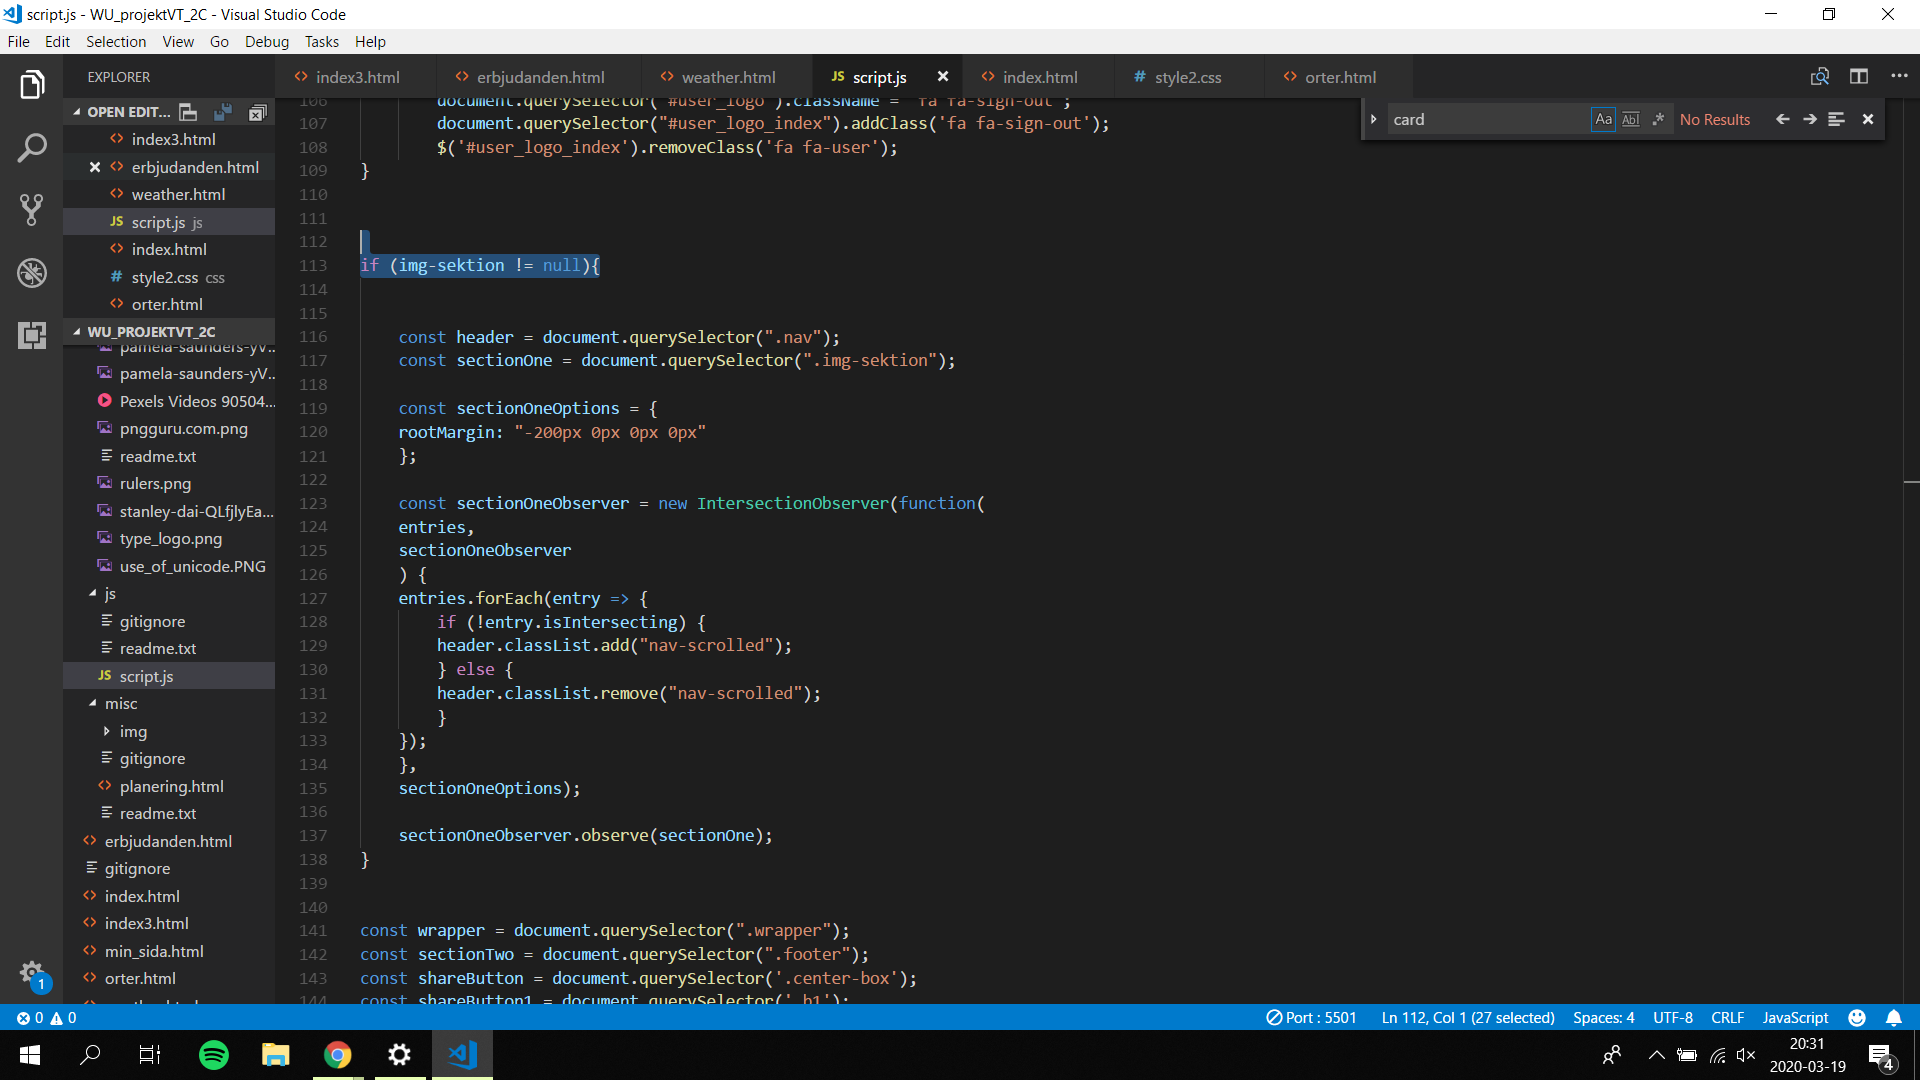 script.js - WU_projektVT_2C - Visual Studio Code
File Edit Selection View Go Debug Tasks Help
EXPLORER
OPEN EDIT...
index3.html
erbjudanden.html
weather.html
script.js js
index.html
style2.css css
orter.html
WU_PROJEKTVT_2C
pamela-saunders-yV...
pamela-saunders-yV...
Pexels Videos 90504...
pngguru.com.png
readme.txt
rulers.png
stanley-dai-QLfjlyEa...
type_logo.png
use_of_unicode.PNG
js
gitignore
readme.txt
script.js
misc
img
gitignore
planering.html
readme.txt
erbjudanden.html
gitignore
index.html
index3.html
min_sida.html
orter.html
index3.html erbjudanden.html weather.html JS script.js index.html # style2.css orter.html
card Aa Abl .* No Results
106 document.querySelector("#user_logo").className = "fa fa-sign-out";
107 document.querySelector("#user_logo_index").addClass('fa fa-sign-out');
108 $('#user_logo_index').removeClass('fa fa-user');
109 }
110
111
112
113 if (img-sektion != null){
114
115
116 const header = document.querySelector(".nav");
117 const sectionOne = document.querySelector(".img-sektion");
118
119 const sectionOneOptions = {
120 rootMargin: "-200px 0px 0px 0px"
121 };
122
123 const sectionOneObserver = new IntersectionObserver(function(
124 entries,
125 sectionOneObserver
126 ) {
127 entries.forEach(entry => {
128 if (!entry.isIntersecting) {
129 header.classList.add("nav-scrolled");
130 } else {
131 header.classList.remove("nav-scrolled");
132 }
133 });
134 },
135 sectionOneOptions);
136
137 sectionOneObserver.observe(sectionOne);
138 }
139
140
141 const wrapper = document.querySelector(".wrapper");
142 const sectionTwo = document.querySelector(".footer");
143 const shareButton = document.querySelector('.center-box');
144 const shareButton1 = document.querySelector('.b1');
1
0 0 Port : 5501 Ln 112, Col 1 (27 selected) Spaces: 4 UTF-8 CRLF JavaScript
20:31
2020-03-19
4